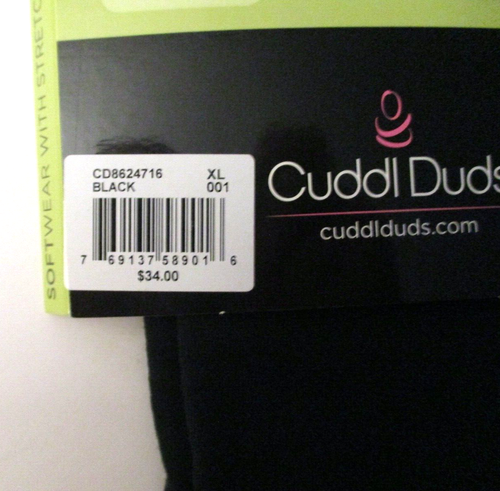 SOFTWEAR WITH STRETC
CD8624716 XL
BLACK 001
7 69137 58901 6
$34.00
Cuddl Duds
cuddlduds.com